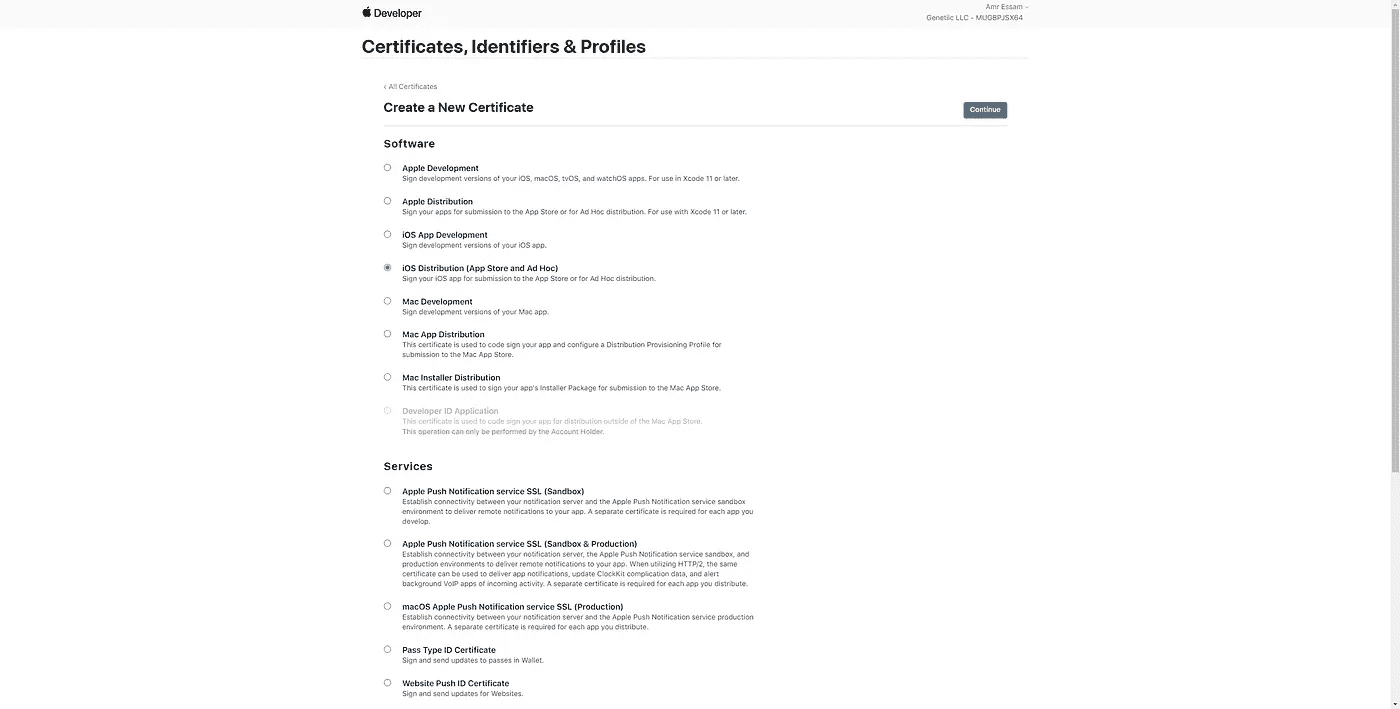 Developer
Amr Essam
Genetiic LLC - MUGBPJSX64
Certificates, Identifiers & Profiles
‹ All Certificates
Create a New Certificate
Continue
Software
Apple Development
Sign development versions of your iOS, macOS, tvOS, and watchOS apps. For use in Xcode 11 or later.
Apple Distribution
Sign your apps for submission to the App Store or for Ad Hoc distribution. For use with Xcode 11 or later.
iOS App Development
Sign development versions of your iOS app.
iOS Distribution (App Store and Ad Hoc)
Sign your iOS app for submission to the App Store or for Ad Hoc distribution.
Mac Development
Sign development versions of your Mac app.
Mac App Distribution
This certificate is used to code sign your app and configure a Distribution Provisioning Profile for
submission to the Mac App Store.
Mac Installer Distribution
This certificate is used to sign your app's Installer Package for submission to the Mac App Store.
Developer ID Application
This certificate is used to code sign your app for distribution outside of the Mac App Store.
This operation can only be performed by the Account Holder.
Services
Apple Push Notification service SSL (Sandbox)
Establish connectivity between your notification server and the Apple Push Notification service sandbox
environment to deliver remote notifications to your app. A separate certificate is required for each app you
develop.
Apple Push Notification service SSL (Sandbox & Production)
Establish connectivity between your notification server, the Apple Push Notification service sandbox, and
production environments to deliver remote notifications to your app. When utilizing HTTP/2, the same
certificate can be used to deliver app notifications, update ClockKit complication data, and alert
background VoIP apps of incoming activity. A separate certificate is required for each app you distribute.
macOS Apple Push Notification service SSL (Production)
Establish connectivity between your notification server and the Apple Push Notification service production
environment. A separate certificate is required for each app you distribute.
Pass Type ID Certificate
Sign and send updates to passes in Wallet.
Website Push ID Certificate
Sign and send updates for Websites.